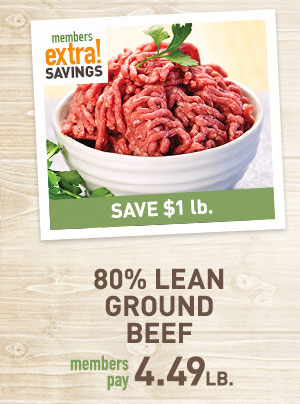 members
extra!
SAVINGS
SAVE $1 lb.
80% LEAN
GROUND
BEEF
members
pay 4.49LB.